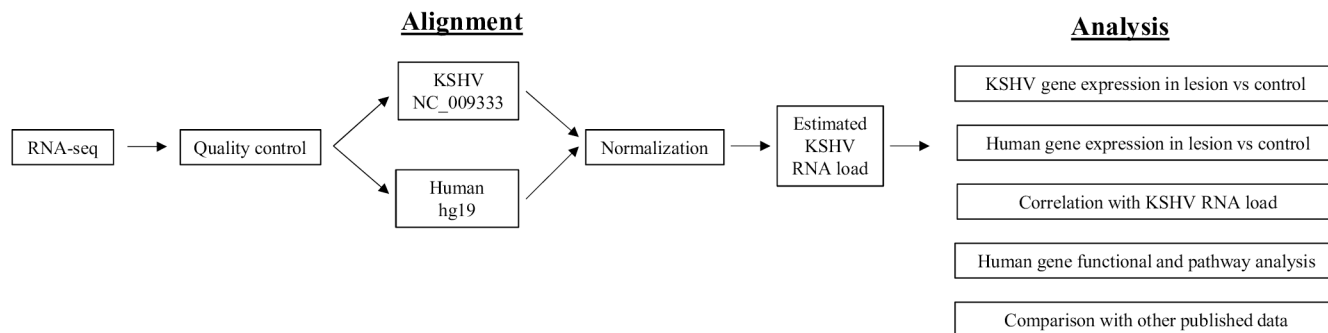 Alignment
Analysis
RNA-seq
Quality control
KSHV
NC_009333
Human
hg19
Normalization
Estimated
KSHV
RNA load
KSHV gene expression in lesion vs control
Human gene expression in lesion vs control
Correlation with KSHV RNA load
Human gene functional and pathway analysis
Comparison with other published data